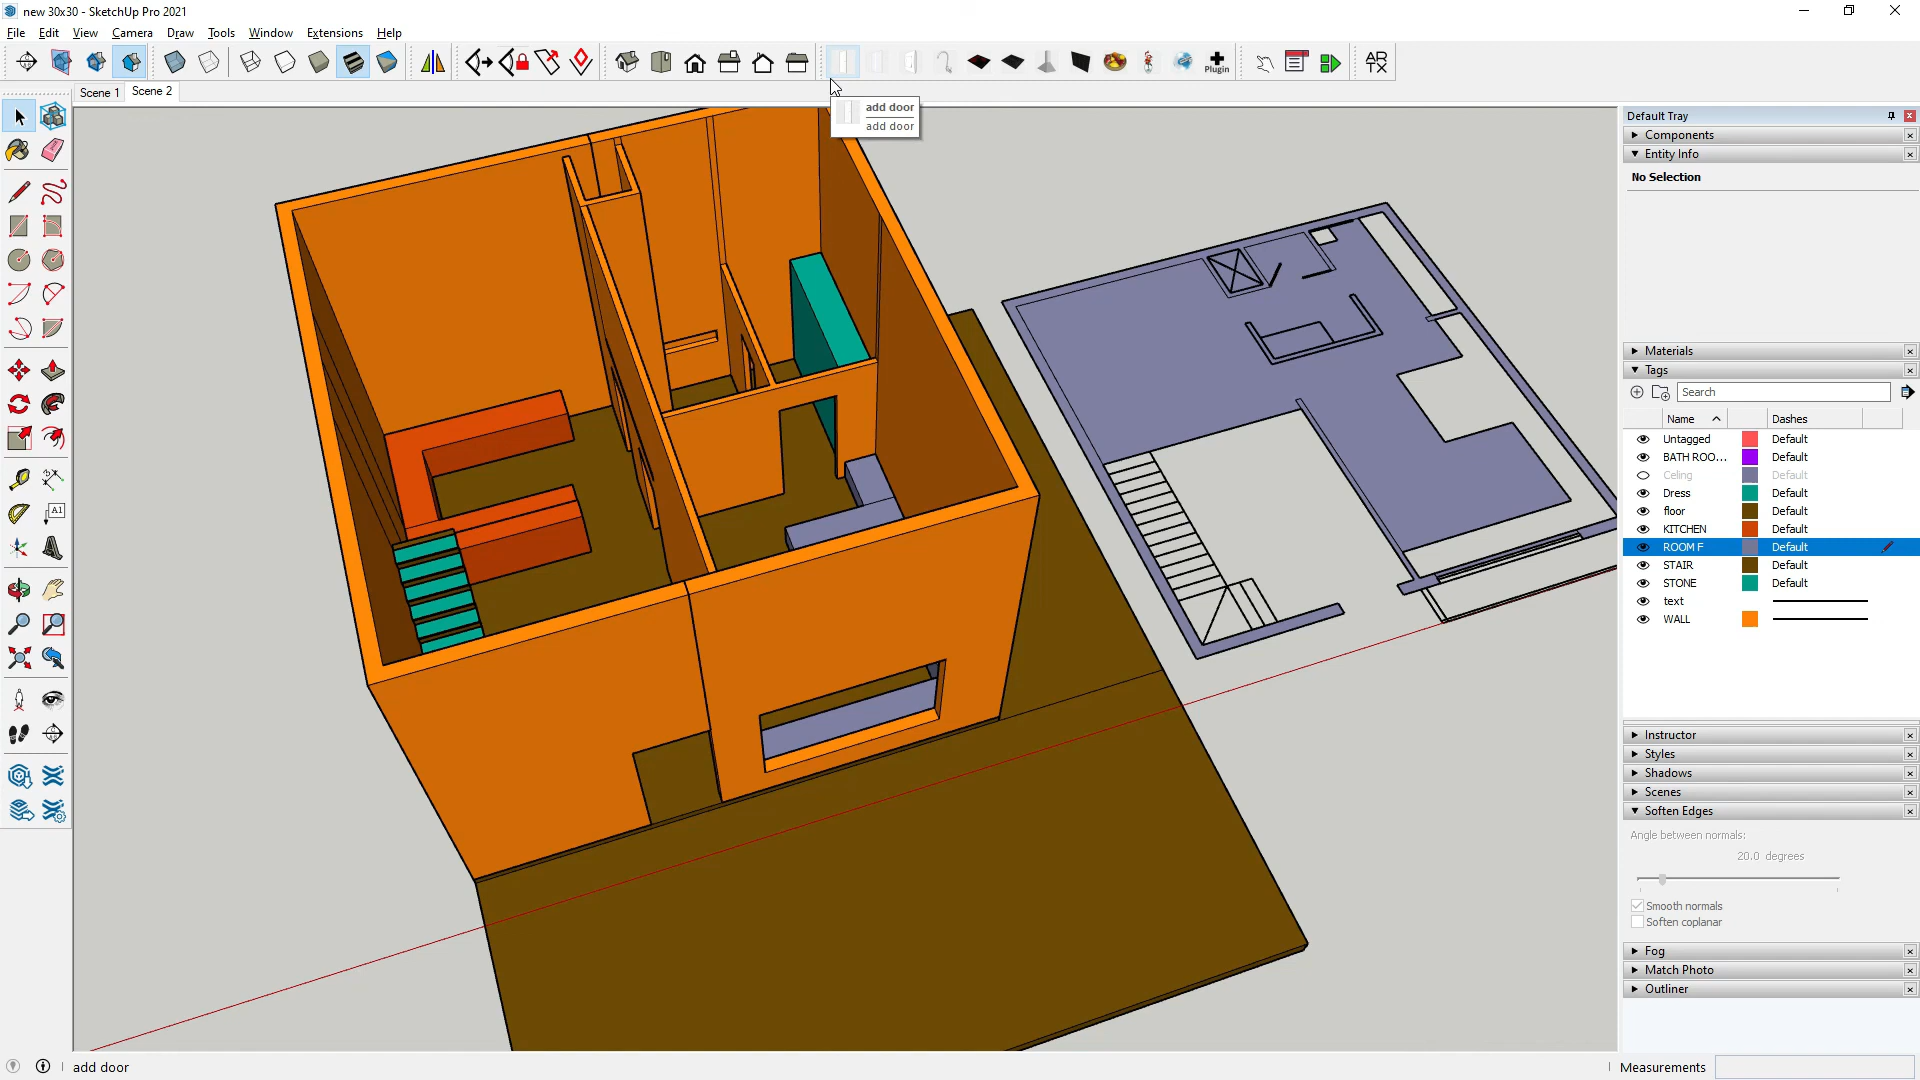 new 30x30 - SketchUp Pro 2021
File Edit View Camera Draw Tools Window Extensions Help
Plugin
AR
TX
Scene 1 Scene 2
add door
add door
A1
Default Tray
Components
Entity Info
No Selection
Materials
Tags
Search
Name Dashes
Untagged Default
BATH ROO... Default
Celing Default
Dress Default
floor Default
KITCHEN Default
ROOM F Default
STAIR Default
STONE Default
text
WALL
Instructor
Styles
Shadows
Scenes
Soften Edges
Angle between normals:
20.0 degrees
Smooth normals
Soften coplanar
Fog
Match Photo
Outliner
add door
Measurements